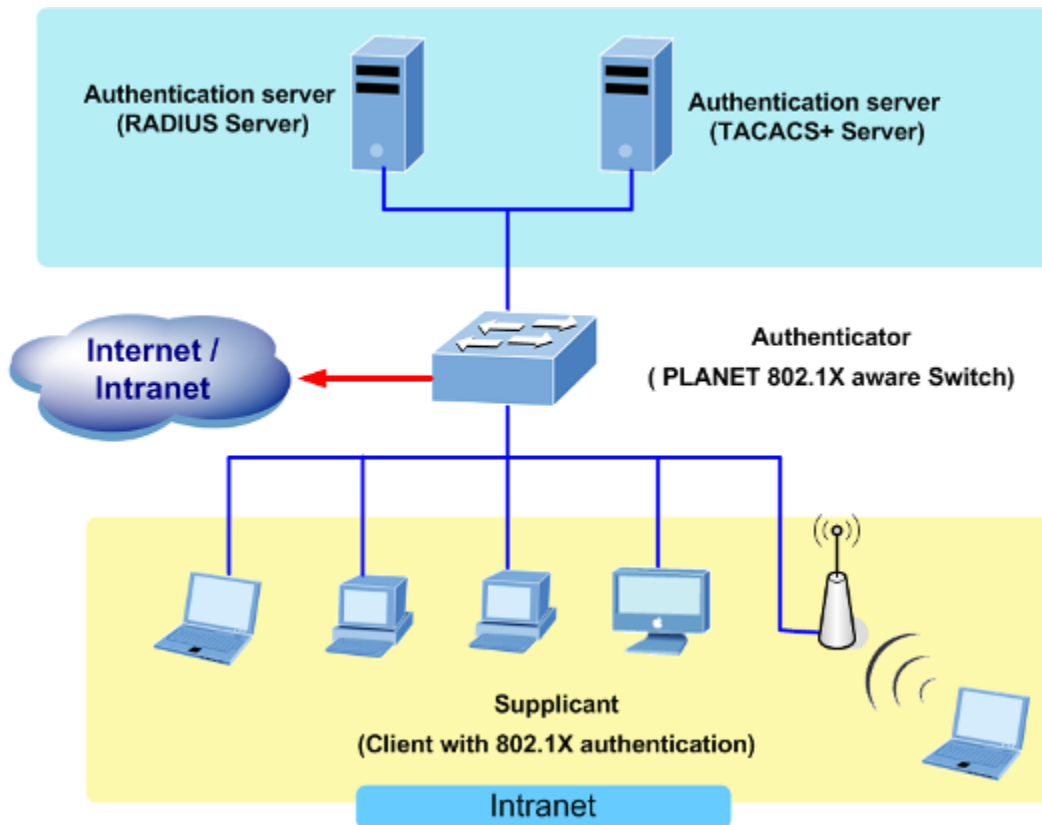 Authentication server
(RADIUS Server)
Authentication server
(TACACS+ Server)
Internet /
Intranet
Authenticator
( PLANET 802.1X aware Switch)
Supplicant
(Client with 802.1X authentication)
Intranet